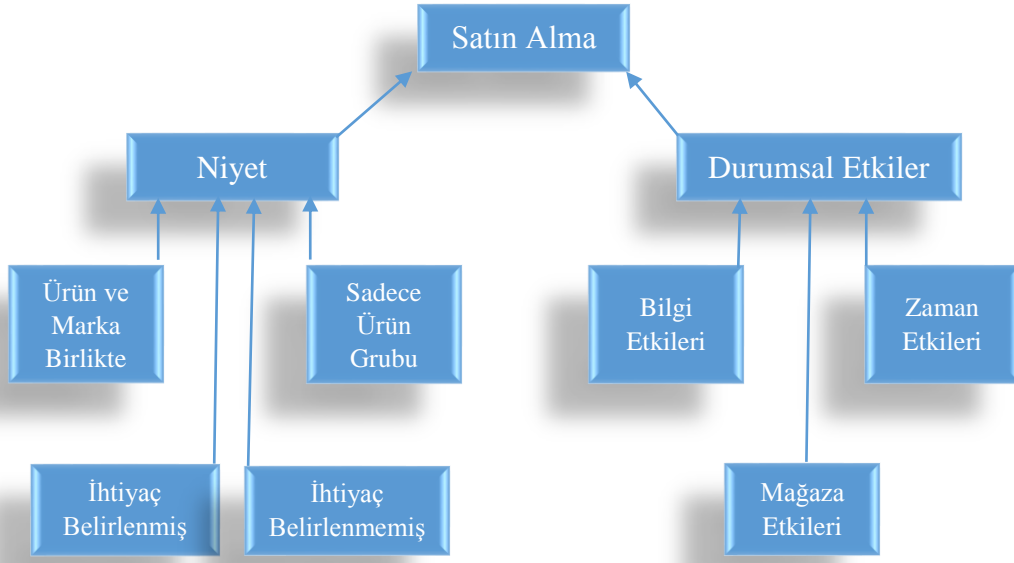 Satın Alma
Niyet
Durumsal Etkiler
Ürün ve
Marka
Birlikte
Sadece
Ürün
Grubu
Bilgi
Etkileri
Zaman
Etkileri
İhtiyaç
Belirlenmiş
İhtiyaç
Belirlenmemiş
Mağaza
Etkileri